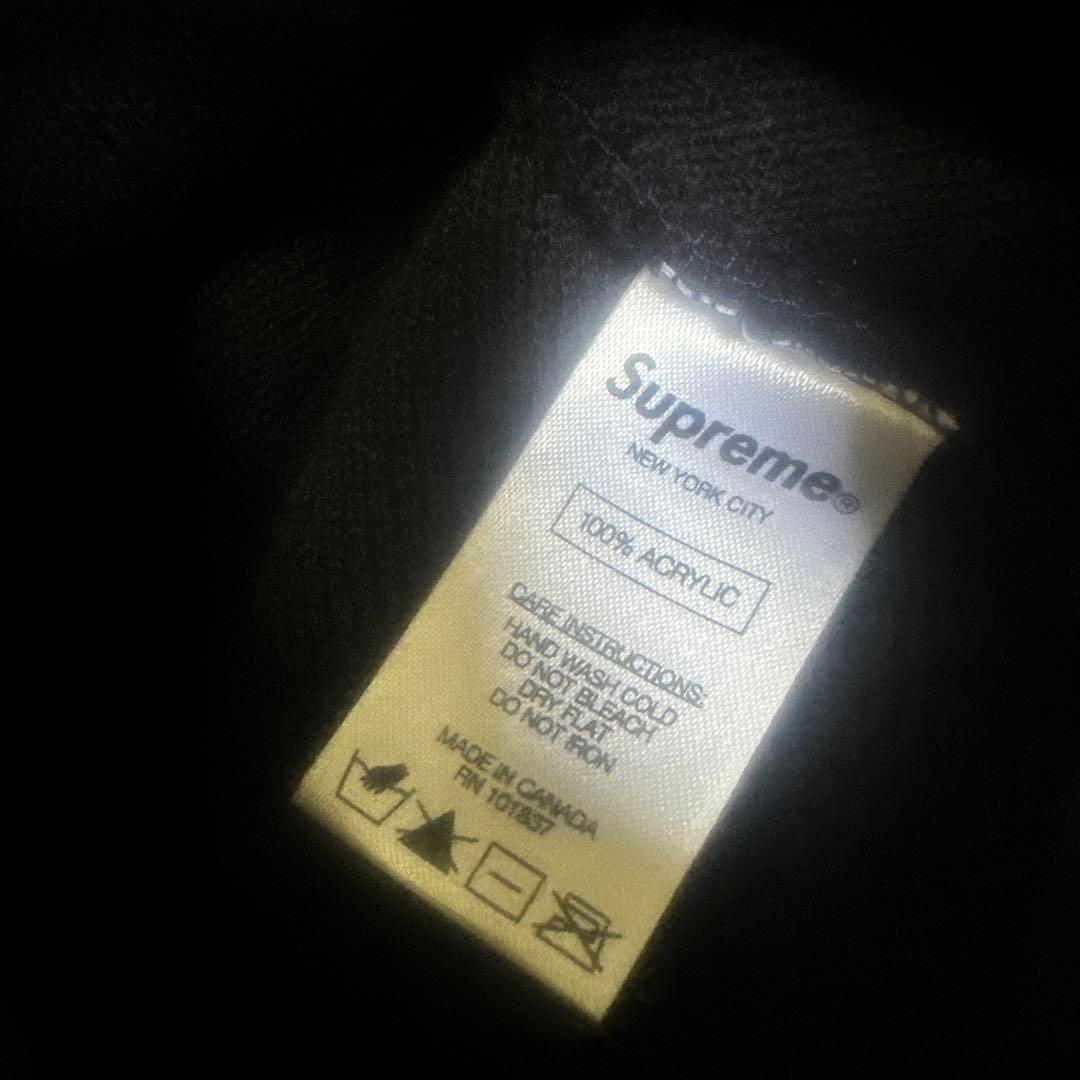 Supreme®
NEW YORK CITY
100% ACRYLIC
CARE INSTRUCTIONS:
HAND WASH COLD
DO NOT BLEACH
DRY FLAT
DO NOT IRON
MADE IN CANADA
RN 101837